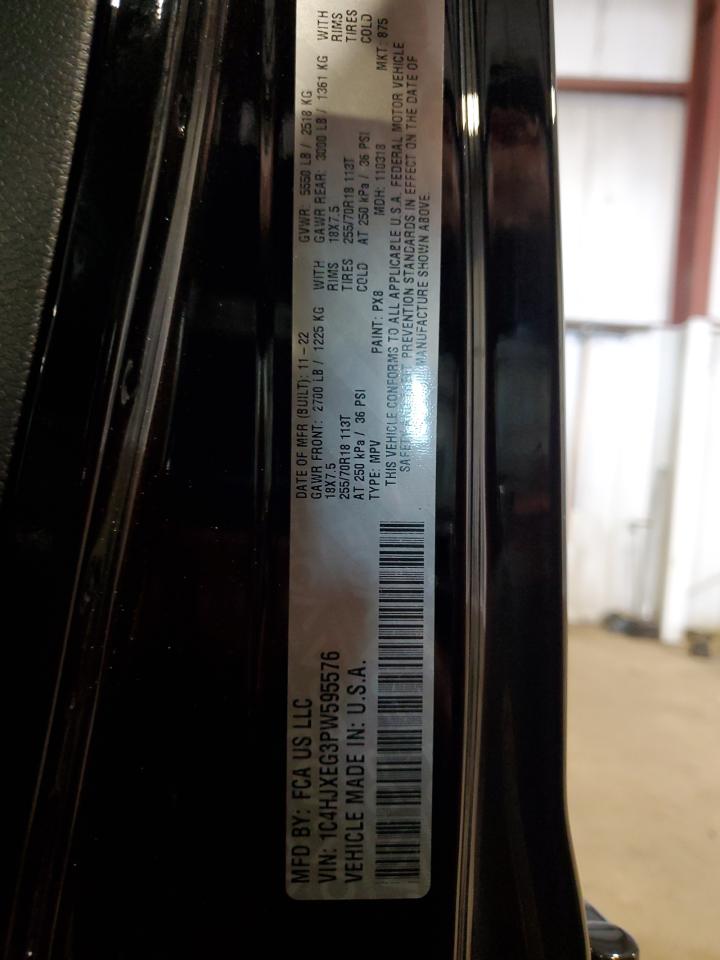 MFD BY: FCA US LLC
VIN: 1C4HJXEG3PW595576
VEHICLE MADE IN: U.S.A.
DATE OF MFR (BUILT): 11-22 GVWR: 5550 LB / 2518 KG
GAWR FRONT: 2700 LB / 1225 KG WITH GAWR REAR: 3000 LB / 1361 KG WITH
18X7.5 RIMS 18X7.5 RIMS
255/70R18 113T TIRES 255/70R18 113T TIRES
AT 250 kPa / 36 PSI COLD AT 250 kPa / 36 PSI COLD
TYPE: MPV PAINT: PX8 MDH: 110318 MKT: 875
THIS VEHICLE CONFORMS TO ALL APPLICABLE U.S.A. FEDERAL MOTOR VEHICLE
SAFETY PREVENTION STANDARDS IN EFFECT ON THE DATE OF
MANUFACTURE SHOWN ABOVE